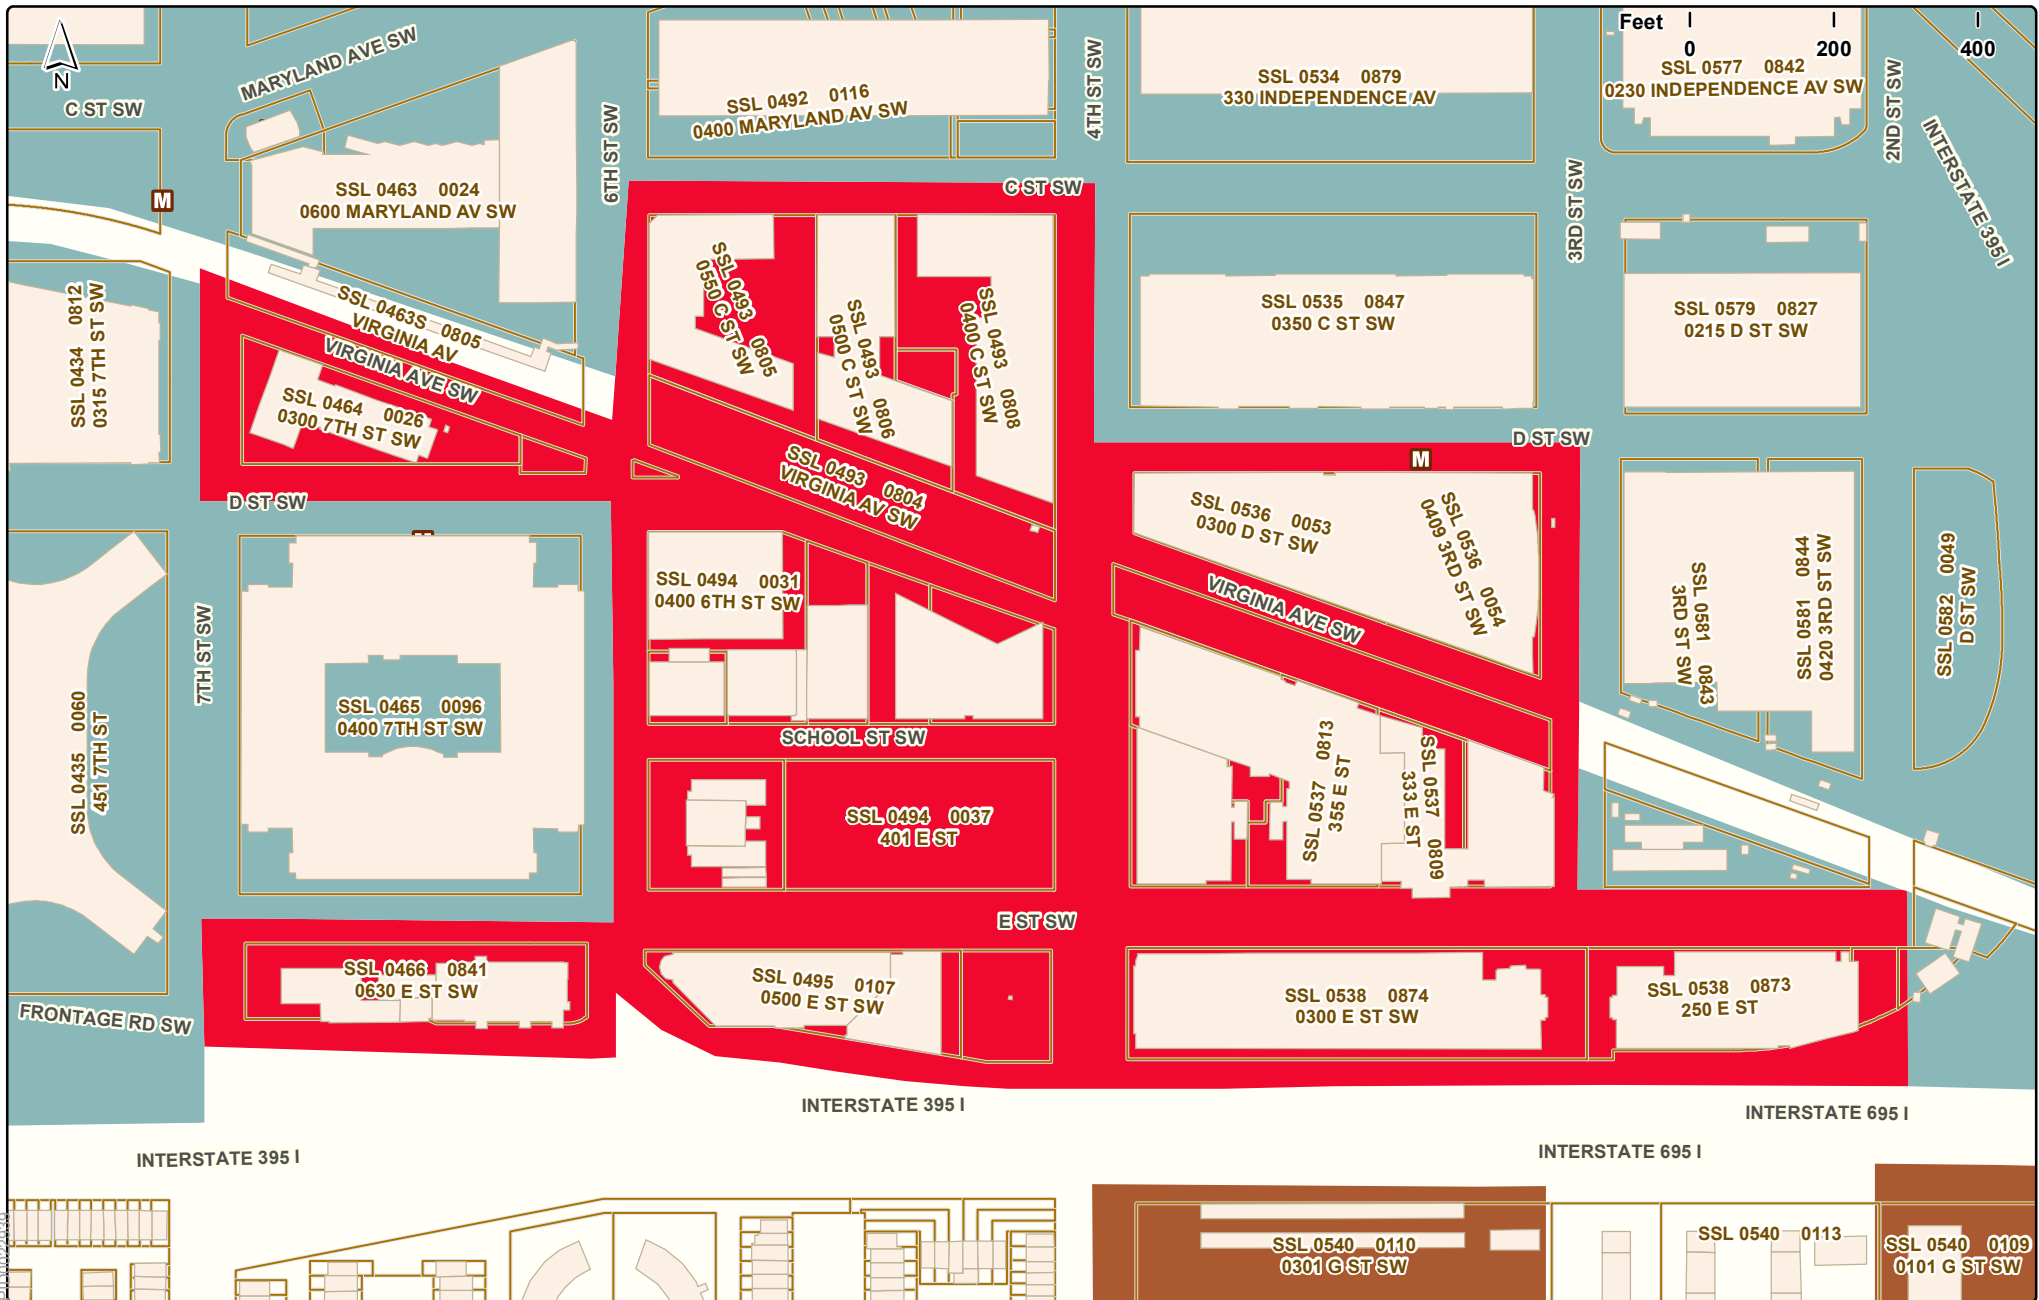 Feet
0
200
400
N
MARYLAND AVE SW
C ST SW
6TH ST SW
4TH ST SW
3RD ST SW
2ND ST SW
INTERSTATE 395 I
SSL 0492 0116
0400 MARYLAND AV SW
SSL 0534 0879
330 INDEPENDENCE AV
SSL 0577 0842
0230 INDEPENDENCE AV SW
M
SSL 0463 0024
0600 MARYLAND AV SW
C ST SW
SSL 0434 0812
0315 7TH ST SW
SSL 0463S 0805
VIRGINIA AV
VIRGINIA AVE SW
SSL 0464 0026
0300 7TH ST SW
SSL 0493 0805
0550 C ST SW
SSL 0493 0806
0500 C ST SW
SSL 0493 0808
0400 C ST SW
SSL 0535 0847
0350 C ST SW
SSL 0579 0827
0215 D ST SW
D ST SW
M
D ST SW
SSL 0493 0804
VIRGINIA AV SW
SSL 0536 0053
0300 D ST SW
SSL 0536 0054
0409 3RD ST SW
SSL 0581 0843
3RD ST SW
SSL 0581 0844
0420 3RD ST SW
SSL 0582 0049
D ST SW
SSL 0494 0031
0400 6TH ST SW
VIRGINIA AVE SW
7TH ST SW
SSL 0435 0060
451 7TH ST
SSL 0465 0096
0400 7TH ST SW
SCHOOL ST SW
SSL 0494 0037
401 E ST
SSL 0537 0813
355 E ST
SSL 0537 0809
333 E ST
E ST SW
SSL 0466 0841
0630 E ST SW
SSL 0495 0107
0500 E ST SW
SSL 0538 0874
0300 E ST SW
SSL 0538 0873
250 E ST
FRONTAGE RD SW
INTERSTATE 395 I
INTERSTATE 695 I
INTERSTATE 395 I
INTERSTATE 695 I
SSL 0540 0110
0301 G ST SW
SSL 0540 0113
SSL 0540 0109
0101 G ST SW